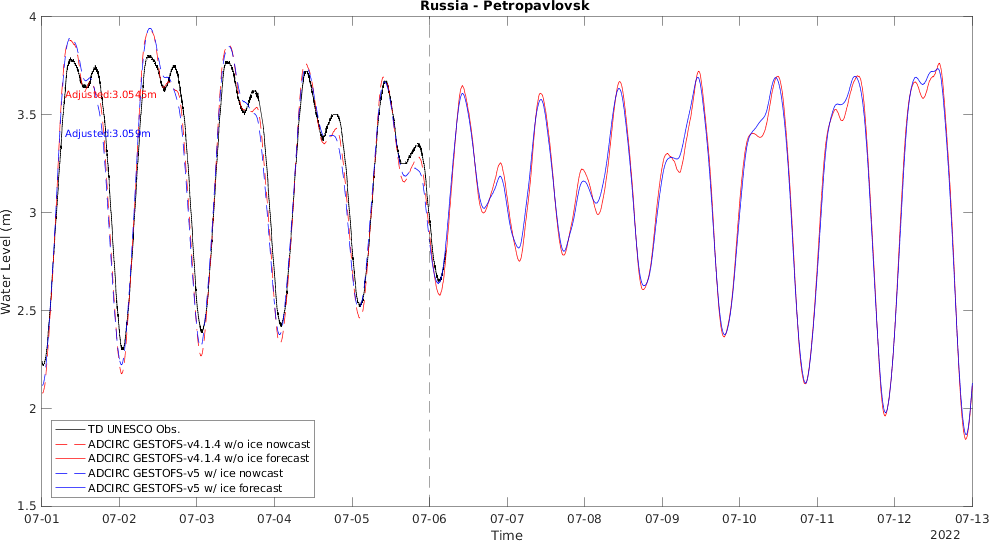 Russia - Petropavlovsk
4
3.5
3
2.5
2
1.5
Water Level (m)
Adjusted:3.0546m
Adjusted:3.059m
TD UNESCO Obs.
ADCIRC GESTOFS-v4.1.4 w/o ice nowcast
ADCIRC GESTOFS-v4.1.4 w/o ice forecast
ADCIRC GESTOFS-v5 w/ ice nowcast
ADCIRC GESTOFS-v5 w/ ice forecast
07-01 07-02 07-03 07-04 07-05 07-06 07-07 07-08 07-09 07-10 07-11 07-12 07-13
Time
2022